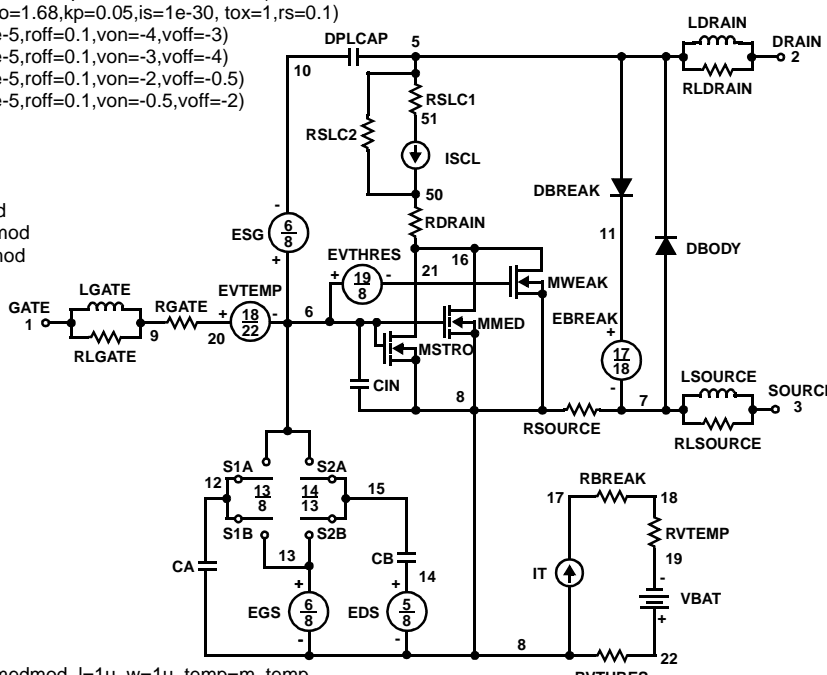 o=1.68,kp=0.05,is=1e-30, tox=1,rs=0.1)
e-5,roff=0.1,von=-4,voff=-3)
e-5,roff=0.1,von=-3,voff=-4)
e-5,roff=0.1,von=-2,voff=-0.5)
e-5,roff=0.1,von=-0.5,voff=-2)
d
mod
mod
LDRAIN
DPLCAP 5 DRAIN
10 2
RLDRAIN
RSLC1
51
RSLC2
ISCL
50
DBREAK
RDRAIN
- 6 8 +
ESG
11
DBODY
EVTHRES
16
21
+ 19 8 -
MWEAK
LGATE
EVTEMP
GATE RGATE
1
+ 18 22 -
6
MMED
EBREAK
+
9 20
MSTRO
17 18
-
RLGATE
CIN
LSOURCE
8
7
SOURCE
3
RSOURCE
RLSOURCE
S1A S2A
12 13 8 14 13 15
S1B S2B
RBREAK
17 18
13
RVTEMP
CB
CA
14
19
IT
-
VBAT
+
+ +
EGS 6 8 EDS 5 8
- -
8
22
RVTHRES
modmod l=1u w=1u temp=m_temp